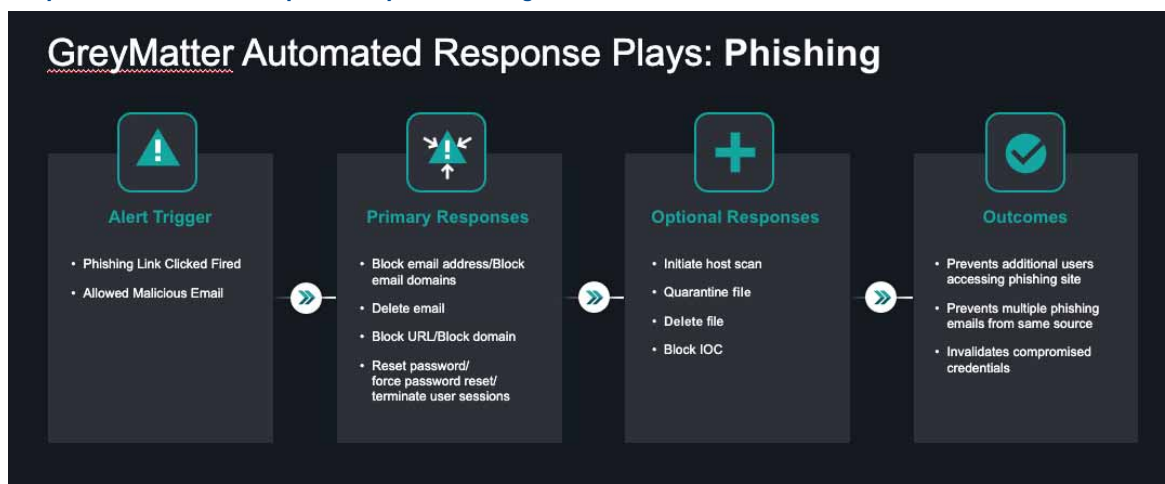 GreyMatter Automated Response Plays: Phishing
Alert Trigger
• Phishing Link Clicked Fired
• Allowed Malicious Email
Primary Responses
• Block email address/Block
email domains
• Delete email
• Block URL/Block domain
• Reset password/
force password reset/
terminate user sessions
Optional Responses
• Initiate host scan
• Quarantine file
• Delete file
• Block IOC
Outcomes
• Prevents additional users
accessing phishing site
• Prevents multiple phishing
emails from same source
• Invalidates compromised
credentials